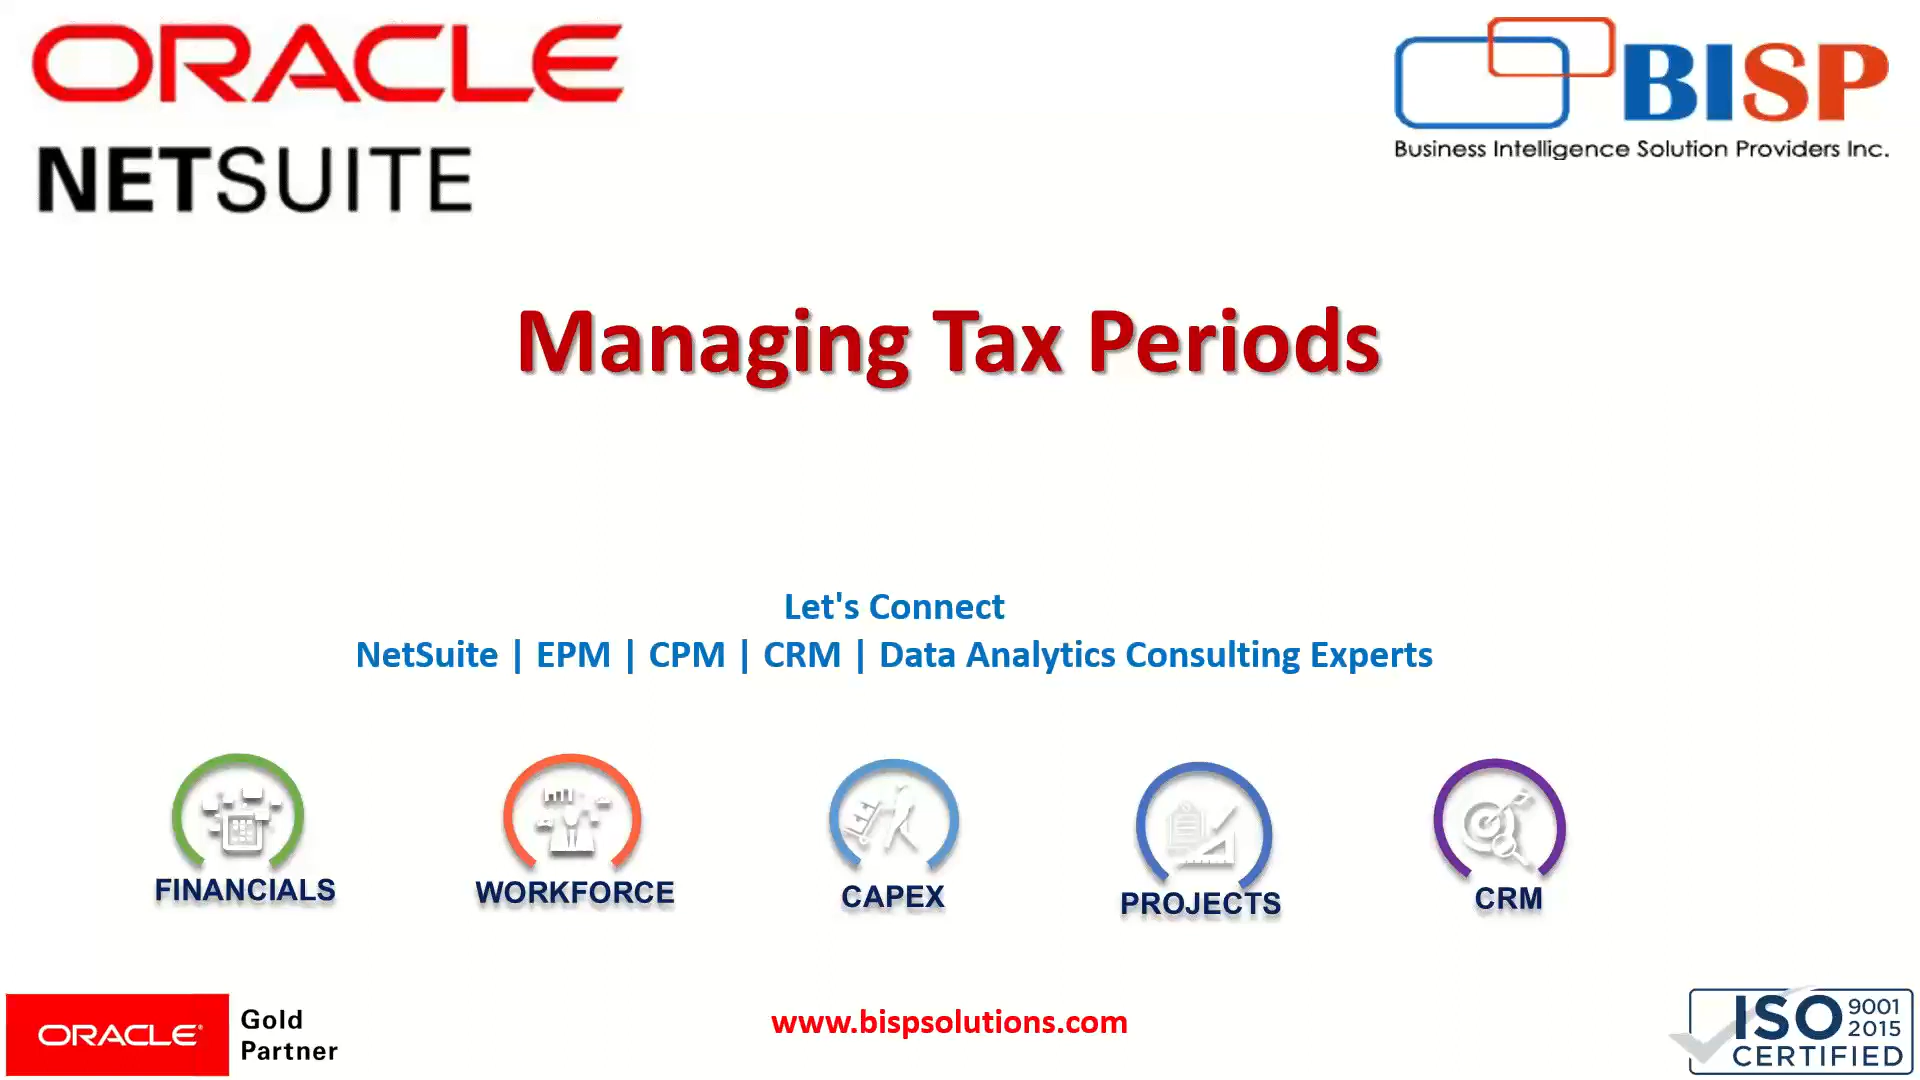 ORACLE
NETSUITE
BISP
Business Intelligence Solution Providers Inc.
Managing Tax Periods
Let's Connect
NetSuite | EPM | CPM | CRM | Data Analytics Consulting Experts
FINANCIALS
WORKFORCE
CAPEX
PROJECTS
CRM
ORACLE
Gold
Partner
www.bispsolutions.com
ISO 9001
2015
CERTIFIED